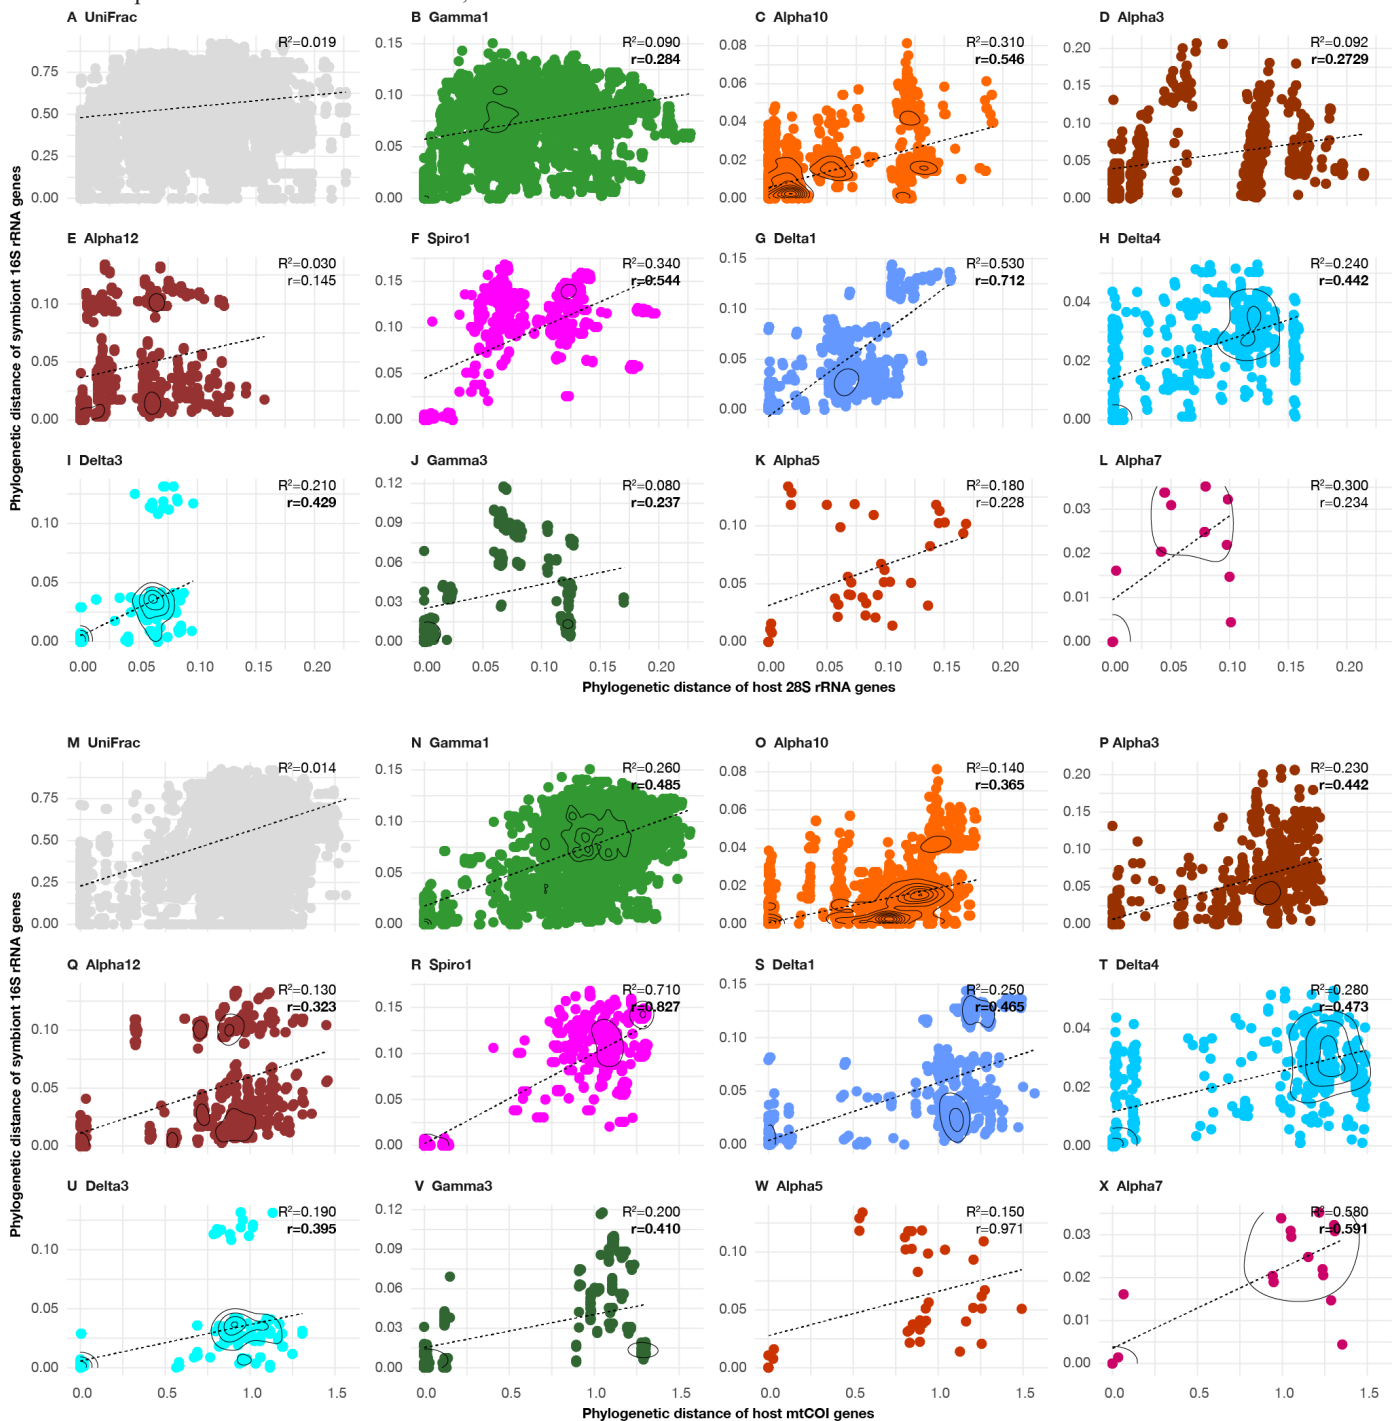 A UniFrac
R²=0.019
0.75
0.50
0.25
0.00
B Gamma1
R²=0.090
r=0.284
0.15
0.10
0.05
0.00
C Alpha10
R²=0.310
r=0.546
0.08
0.06
0.04
0.02
0.00
D Alpha3
R²=0.092
r=0.2729
0.20
0.15
0.10
0.05
0.00
E Alpha12
R²=0.030
r=0.145
0.10
0.05
0.00
F Spiro1
R²=0.340
r=0.544
0.15
0.10
0.05
0.00
G Delta1
R²=0.530
r=0.712
0.15
0.10
0.05
0.00
H Delta4
R²=0.240
r=0.442
0.04
0.02
0.00
I Delta3
R²=0.210
r=0.429
0.10
0.05
0.00
0.00 0.05 0.10 0.15 0.20
J Gamma3
R²=0.080
r=0.237
0.12
0.09
0.06
0.03
0.00
0.00 0.05 0.10 0.15 0.20
K Alpha5
R²=0.180
r=0.228
0.10
0.05
0.00
0.00 0.05 0.10 0.15 0.20
L Alpha7
R²=0.300
r=0.234
0.03
0.02
0.01
0.00
0.00 0.05 0.10 0.15 0.20
Phylogenetic distance of symbiont 16S rRNA genes
Phylogenetic distance of host 28S rRNA genes
M UniFrac
R²=0.014
0.75
0.50
0.25
0.00
N Gamma1
R²=0.260
r=0.485
0.15
0.10
0.05
0.00
O Alpha10
R²=0.140
r=0.365
0.08
0.06
0.04
0.02
0.00
P Alpha3
R²=0.230
r=0.442
0.20
0.15
0.10
0.05
0.00
Q Alpha12
R²=0.130
r=0.323
0.10
0.05
0.00
R Spiro1
R²=0.710
r=0.827
0.15
0.10
0.05
0.00
S Delta1
R²=0.250
r=0.465
0.15
0.10
0.05
0.00
T Delta4
R²=0.280
r=0.473
0.04
0.02
0.00
U Delta3
R²=0.190
r=0.395
0.10
0.05
0.00
0.0 0.5 1.0 1.5
V Gamma3
R²=0.200
r=0.410
0.12
0.09
0.06
0.03
0.00
0.0 0.5 1.0 1.5
W Alpha5
R²=0.150
r=0.971
0.10
0.05
0.00
0.0 0.5 1.0 1.5
X Alpha7
R²=0.580
r=0.591
0.03
0.02
0.01
0.00
0.0 0.5 1.0 1.5
Phylogenetic distance of symbiont 16S rRNA genes
Phylogenetic distance of host mtCOI genes